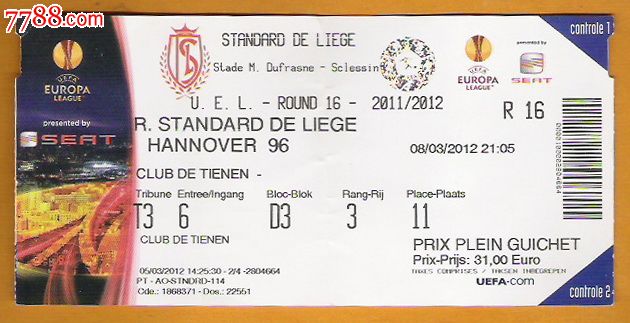 7788.com
STANDARD DE LIEGE
Stade M. Dufrasne - Sclessin
UEFA
EUROPA
LEAGUE
presented by
SEAT
UEFA
EUROPA
LEAGUE
presented by
SEAT
controle 1
U.E.L. - ROUND 16 - 2011/2012
R 16
R. STANDARD DE LIEGE
HANNOVER 96
08/03/2012 21:05
CLUB DE TIENEN -
Tribune Entree/Ingang Bloc-Blok Rang-Rij Place-Plaats
T3 6 D3 3 11
CLUB DE TIENEN
PRIX PLEIN GUICHET
Prix-Prijs: 31,00 Euro
TAXES COMPRISES / TAKSEN INBEGREPEN
05/03/2012 14:25:30 - 2/4 -2804664
PT - AO-STNDRD-114
Cde.: 1868371 - Dos.: 22551
UEFA.com
controle 2